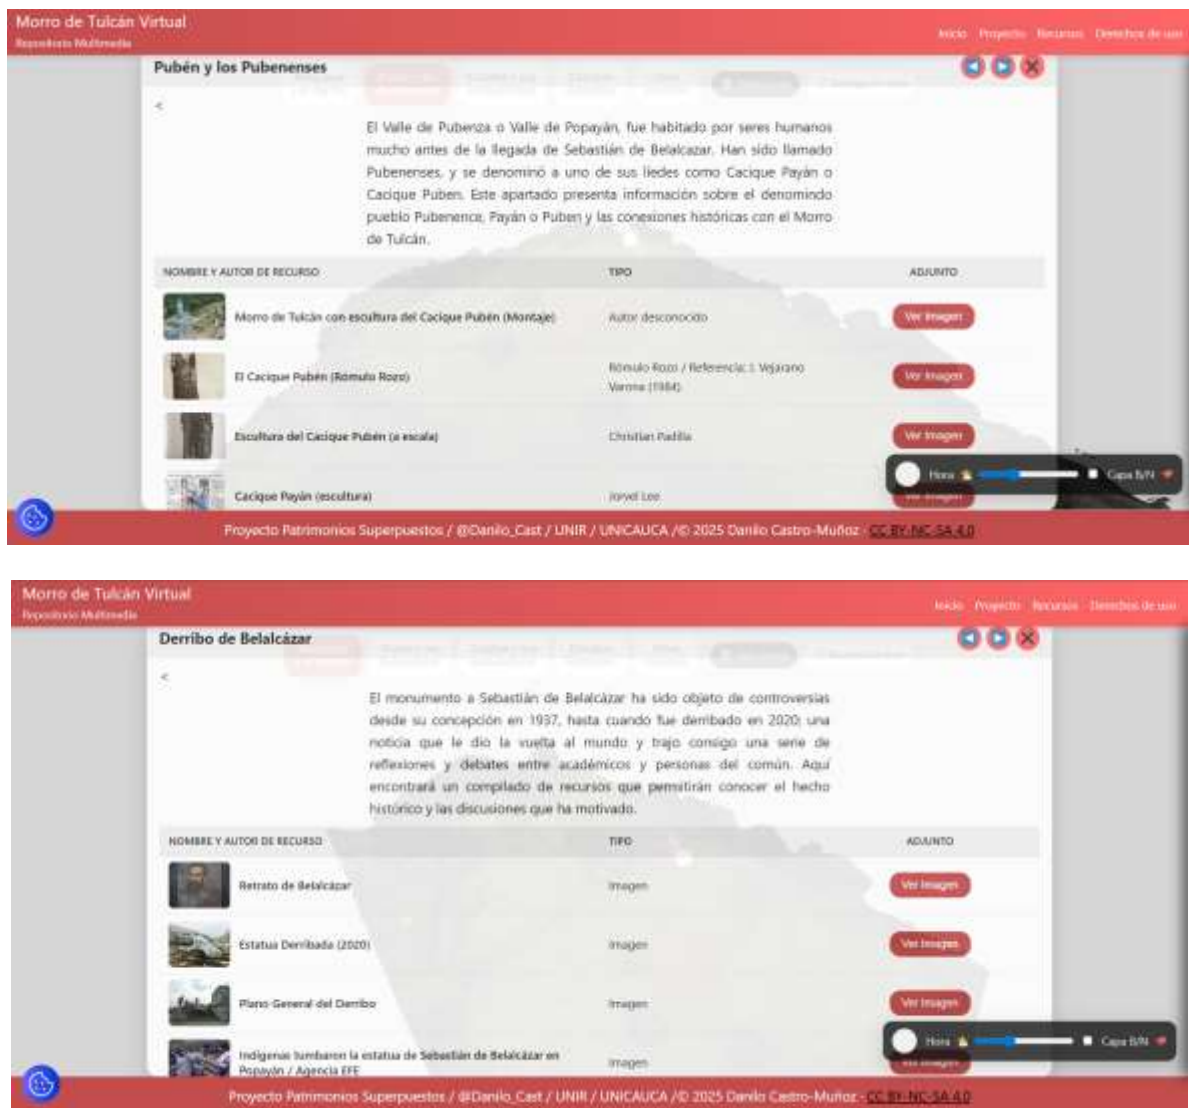 Morro de Tulcán Virtual
Repositorio Multimedia
Inicio Proyecto Recursos Derechos de uso
Pubén y los Pubenenses
<
El Valle de Pubenza o Valle de Popayán, fue habitado por seres humanos
mucho antes de la llegada de Sebastián de Belalcazar. Han sido llamado
Pubenenses, y se denominó a uno de sus liedes como Cacique Payán o
Cacique Puben. Este apartado presenta información sobre el denomindo
pueblo Pubenence, Payán o Puben y las conexiones históricas con el Morro
de Tulcán.
NOMBRE Y AUTOR DE RECURSO TIPO ADJUNTO
Morro de Tulcán con escultura del Cacique Pubén (Montaje) Autor desconocido Ver Imagen
El Cacique Pubén (Rómulo Rozo) Rómulo Rozo / Referencia: J. Vejarano
Varona (1984) Ver Imagen
Escultura del Cacique Pubén (a escala) Christian Padilla Ver Imagen
Hora Capa B/N
Cacique Payán (escultura) Jorvel Lee Ver Imagen
Proyecto Patrimonios Superpuestos / @Danilo_Cast / UNIR / UNICAUCA /© 2025 Danilo Castro-Muñoz - CC BY-NC-SA 4.0
Morro de Tulcán Virtual
Repositorio Multimedia
Inicio Proyecto Recursos Derechos de uso
Derribo de Belalcázar
<
El monumento a Sebastián de Belalcázar ha sido objeto de controversias
desde su concepción en 1937, hasta cuando fue derribado en 2020; una
noticia que le dio la vuelta al mundo y trajo consigo una serie de
reflexiones y debates entre académicos y personas del común. Aquí
encontrará un compilado de recursos que permitirán conocer el hecho
histórico y las discusiones que ha motivado.
NOMBRE Y AUTOR DE RECURSO TIPO ADJUNTO
Retrato de Belalcázar Imagen Ver Imagen
Estatua Derribada (2020) Imagen Ver Imagen
Plano General del Derribo Imagen Ver Imagen
Hora Capa B/N
Indígenas tumbaron la estatua de Sebastián de Belalcázar en
Popayán / Agencia EFE Imagen Ver Imagen
Proyecto Patrimonios Superpuestos / @Danilo_Cast / UNIR / UNICAUCA /© 2025 Danilo Castro-Muñoz - CC BY-NC-SA 4.0